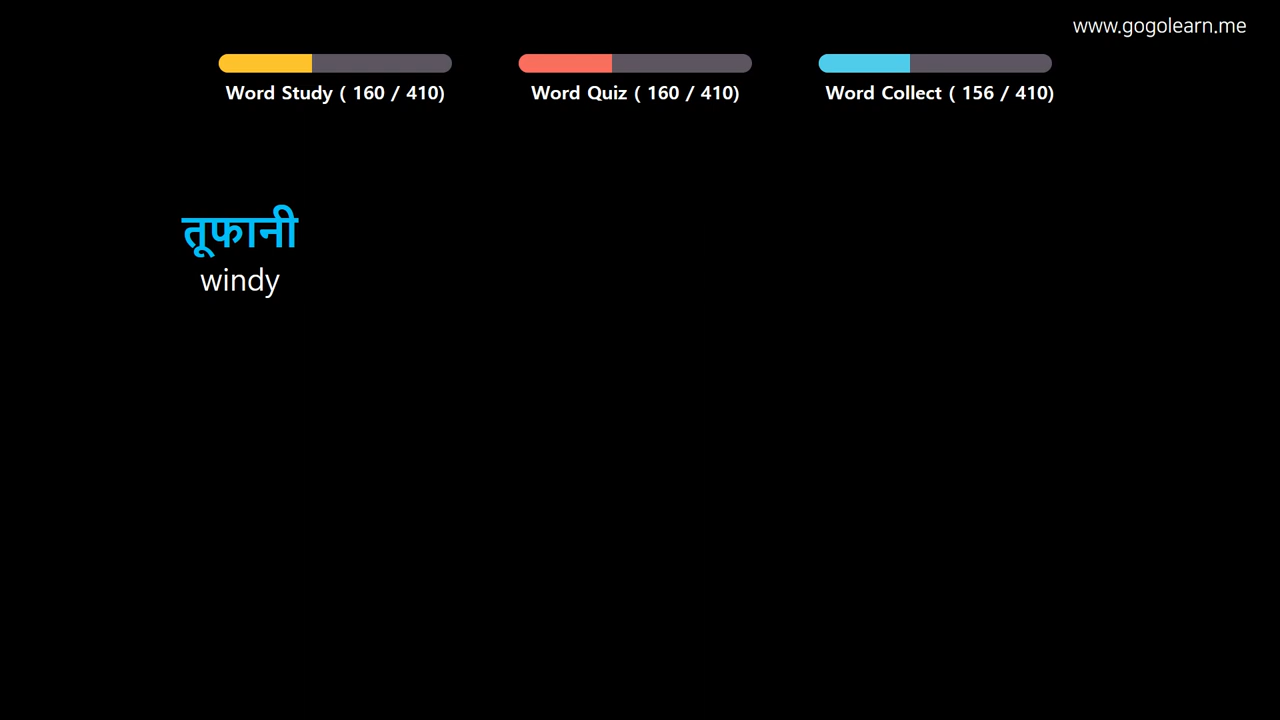 www.gogolearn.me
Word Study ( 160 / 410)
Word Quiz ( 160 / 410)
Word Collect ( 156 / 410)
तूफानी
windy